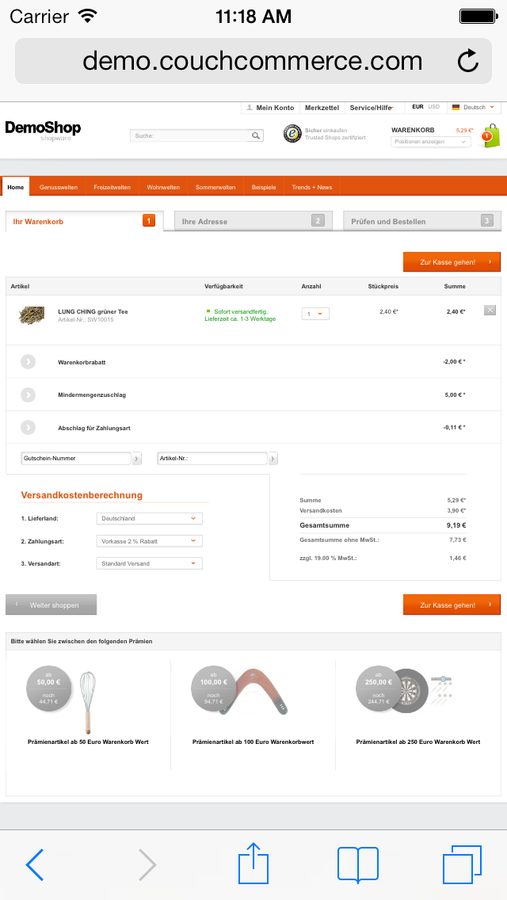 Carrier 11:18 AM
demo.couchcommerce.com
Mein Konto Merkzettel Service/Hilfe EUR USD Deutsch
DemoShop
shopware
Suche:
Sicher einkaufen
Trusted Shops zertifiziert
WARENKORB 5,29 €*
Positionen anzeigen
1
Home Genusswelten Freizeitwelten Wohnwelten Sommerwelten Beispiele Trends + News
Ihr Warenkorb 1 Ihre Adresse 2 Prüfen und Bestellen 3
Zur Kasse gehen!
Artikel Verfügbarkeit Anzahl Stückpreis Summe
LUNG CHING grüner Tee
Artikel-Nr.: SW10015
Sofort versandfertig,
Lieferzeit ca. 1-3 Werktage
1 2,40 €* 2,40 €*
Warenkorbrabatt -2,00 € *
Mindermengenzuschlag 5,00 € *
Abschlag für Zahlungsart -0,11 € *
Gutschein-Nummer Artikel-Nr.:
Versandkostenberechnung
1. Lieferland: Deutschland
2. Zahlungsart: Vorkasse 2 % Rabatt
3. Versandart: Standard Versand
Summe 5,29 €*
Versandkosten 3,90 €*
Gesamtsumme 9,19 €
Gesamtsumme ohne MwSt.: 7,73 €
zzgl. 19.00 % MwSt.: 1,46 €
Weiter shoppen Zur Kasse gehen!
Bitte wählen Sie zwischen den folgenden Prämien
ab
50,00 €
noch
44,71 €
ab
100,00 €
noch
94,71 €
ab
250,00 €
noch
244,71 €
Prämienartikel ab 50 Euro Warenkorb Wert
Prämienartikel ab 100 Euro Warenkorbwert
Prämienartikel ab 250 Euro Warenkorb Wert